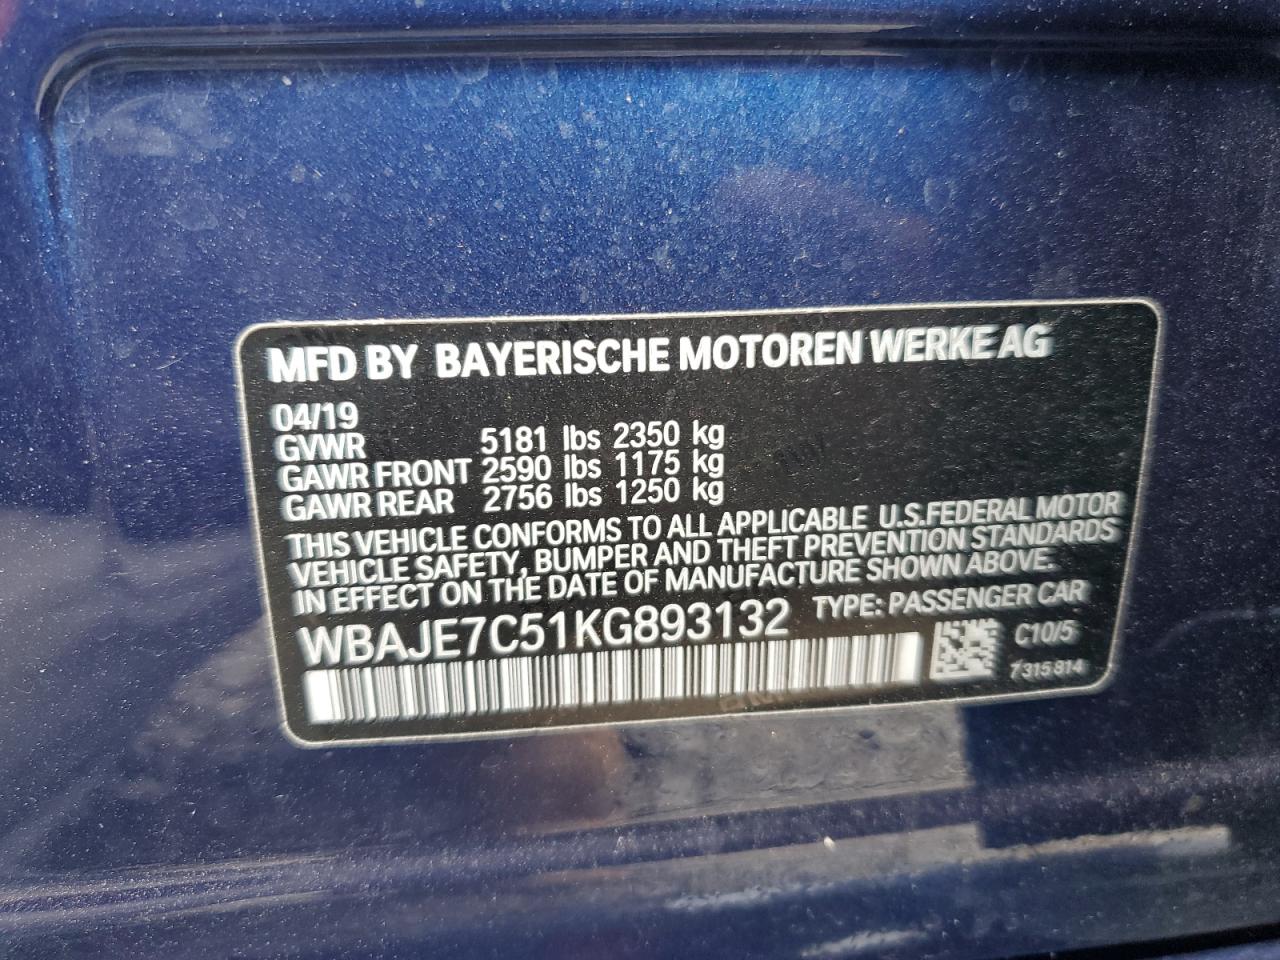 MFD BY BAYERISCHE MOTOREN WERKE AG
04/19
GVWR 5181 lbs 2350 kg
GAWR FRONT 2590 lbs 1175 kg
GAWR REAR 2756 lbs 1250 kg
THIS VEHICLE CONFORMS TO ALL APPLICABLE U.S.FEDERAL MOTOR
VEHICLE SAFETY, BUMPER AND THEFT PREVENTION STANDARDS
IN EFFECT ON THE DATE OF MANUFACTURE SHOWN ABOVE.
WBAJE7C51KG893132 TYPE: PASSENGER CAR
C10/5
7315814